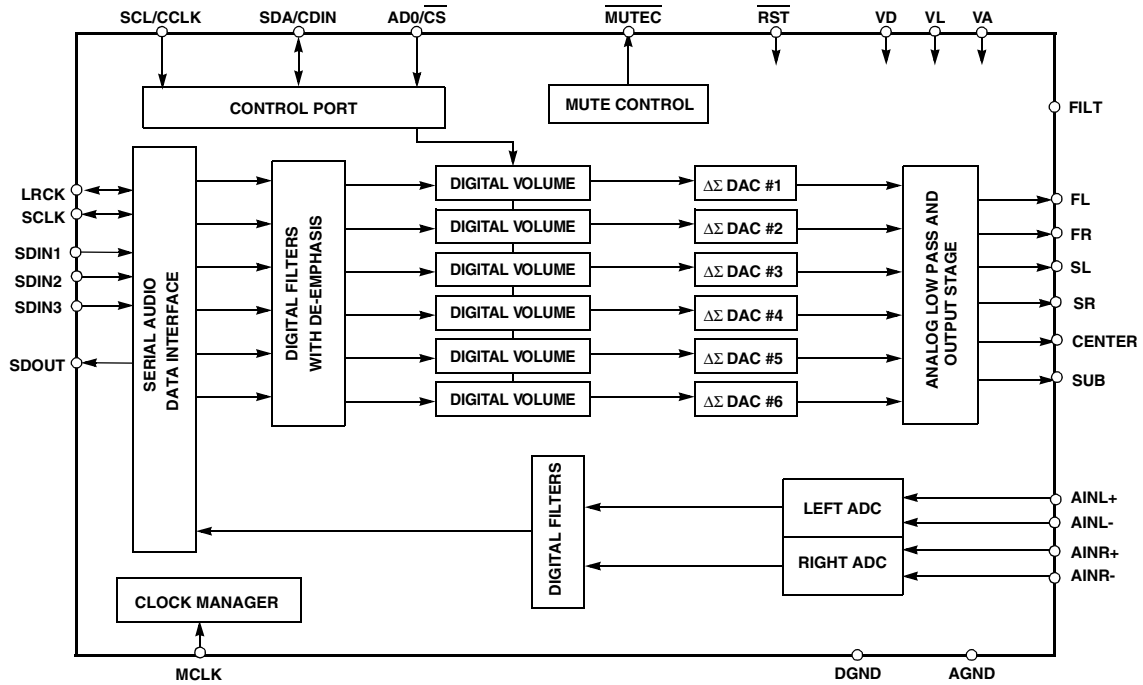 SCL/CCLK SDA/CDIN AD0/CS MUTEC RST VD VL VA
CONTROL PORT
MUTE CONTROL
FILT
LRCK
SCLK
SDIN1
SDIN2
SDIN3
SDOUT
SERIAL AUDIO
DATA INTERFACE
DIGITAL FILTERS
WITH DE-EMPHASIS
DIGITAL VOLUME
DIGITAL VOLUME
DIGITAL VOLUME
DIGITAL VOLUME
DIGITAL VOLUME
DIGITAL VOLUME
ΔΣ DAC #1
ΔΣ DAC #2
ΔΣ DAC #3
ΔΣ DAC #4
ΔΣ DAC #5
ΔΣ DAC #6
ANALOG LOW PASS AND
OUTPUT STAGE
FL
FR
SL
SR
CENTER
SUB
DIGITAL FILTERS
LEFT ADC
RIGHT ADC
AINL+
AINL-
AINR+
AINR-
CLOCK MANAGER
MCLK
DGND AGND